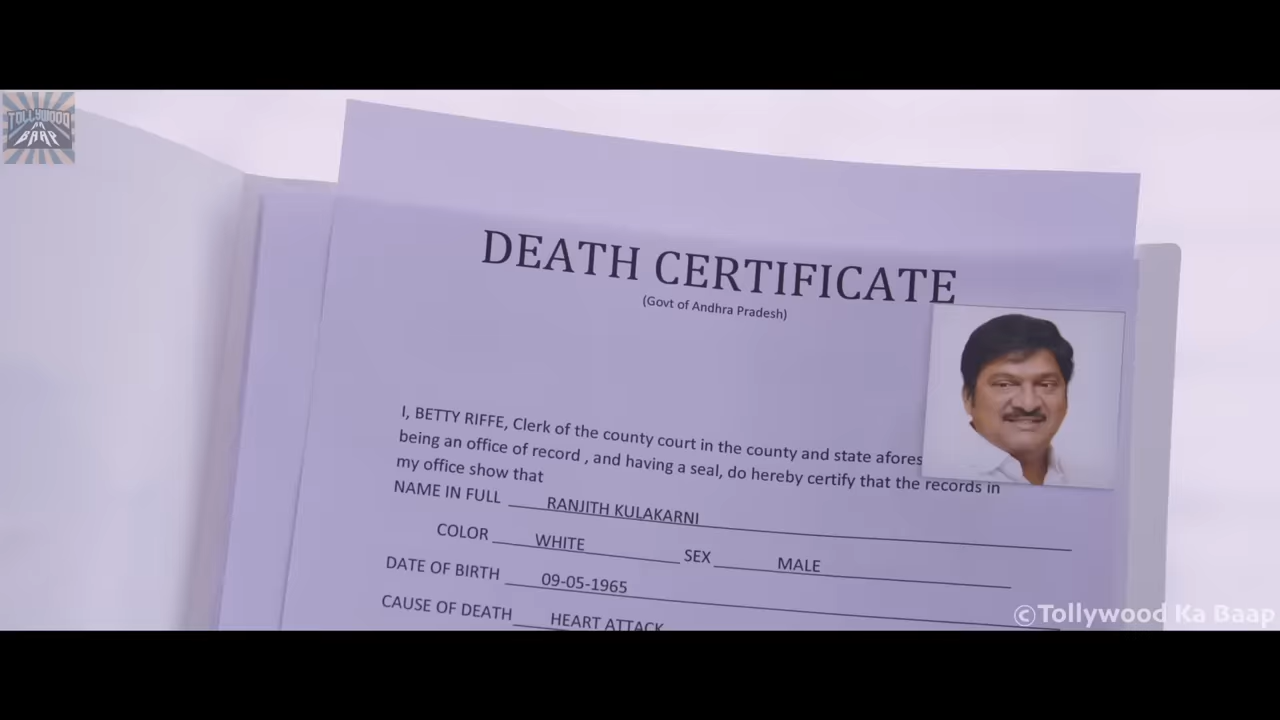 TOLLYWOOD
KA
BAAP
DEATH CERTIFICATE
(Govt of Andhra Pradesh)
I, BETTY RIFFE, Clerk of the county court in the county and state afores
being an office of record , and having a seal, do hereby certify that the records in
my office show that
NAME IN FULL RANJITH KULAKARNI
COLOR WHITE SEX MALE
DATE OF BIRTH 09-05-1965
CAUSE OF DEATH HEART ATTACK
©Tollywood Ka Baap